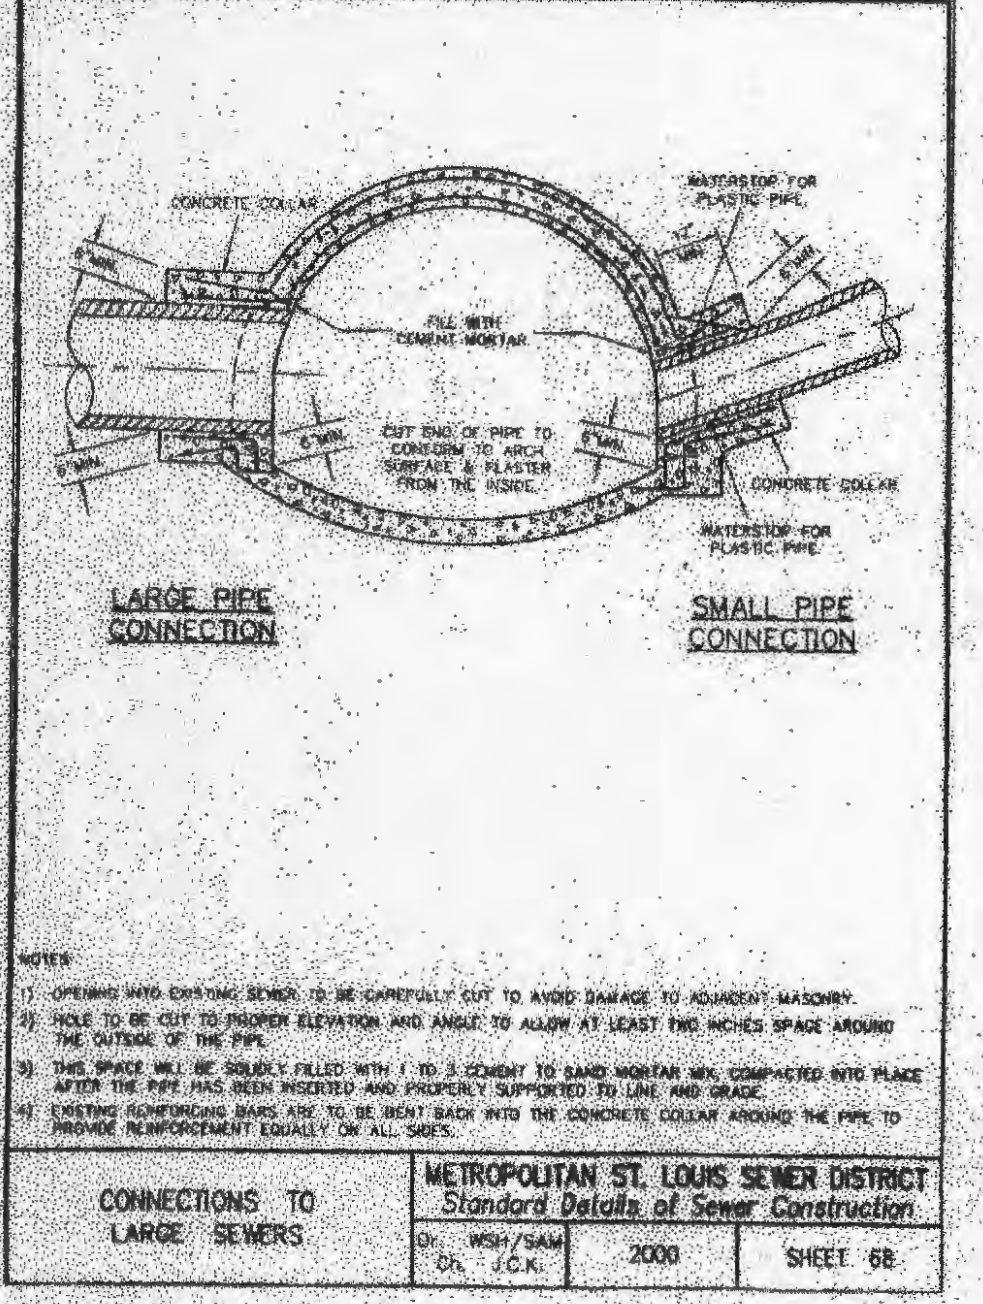 CONCRETE COLLAR
WATERSTOP FOR
PLASTIC PIPE
6" MIN.
12"
MIN.
6" MIN.
FILL WITH
CEMENT MORTAR
6" MIN.
6" MIN.
CUT END OF PIPE TO
CONFORM TO ARCH
SURFACE & PLASTER
FROM THE INSIDE.
6" MIN.
CONCRETE COLLAR
WATERSTOP FOR
PLASTIC PIPE
LARGE PIPE
CONNECTION
SMALL PIPE
CONNECTION
NOTES
1) OPENING INTO EXISTING SEWER TO BE CAREFULLY CUT TO AVOID DAMAGE TO ADJACENT MASONRY.
2) HOLE TO BE CUT TO PROPER ELEVATION AND ANGLE TO ALLOW AT LEAST TWO INCHES SPACE AROUND
THE OUTSIDE OF THE PIPE.
3) THIS SPACE WILL BE SOLIDLY FILLED WITH 1 TO 3 CEMENT TO SAND MORTAR MIX, COMPACTED INTO PLACE
AFTER THE PIPE HAS BEEN INSERTED AND PROPERLY SUPPORTED TO LINE AND GRADE.
4) EXISTING REINFORCING BARS ARE TO BE BENT BACK INTO THE CONCRETE COLLAR AROUND THE PIPE TO
PROVIDE REINFORCEMENT EQUALLY ON ALL SIDES.
CONNECTIONS TO
LARGE SEWERS
METROPOLITAN ST. LOUIS SEWER DISTRICT
Standard Details of Sewer Construction
Dr. WSH/SAM
Ch. J.C.K.
2000
SHEET 6B